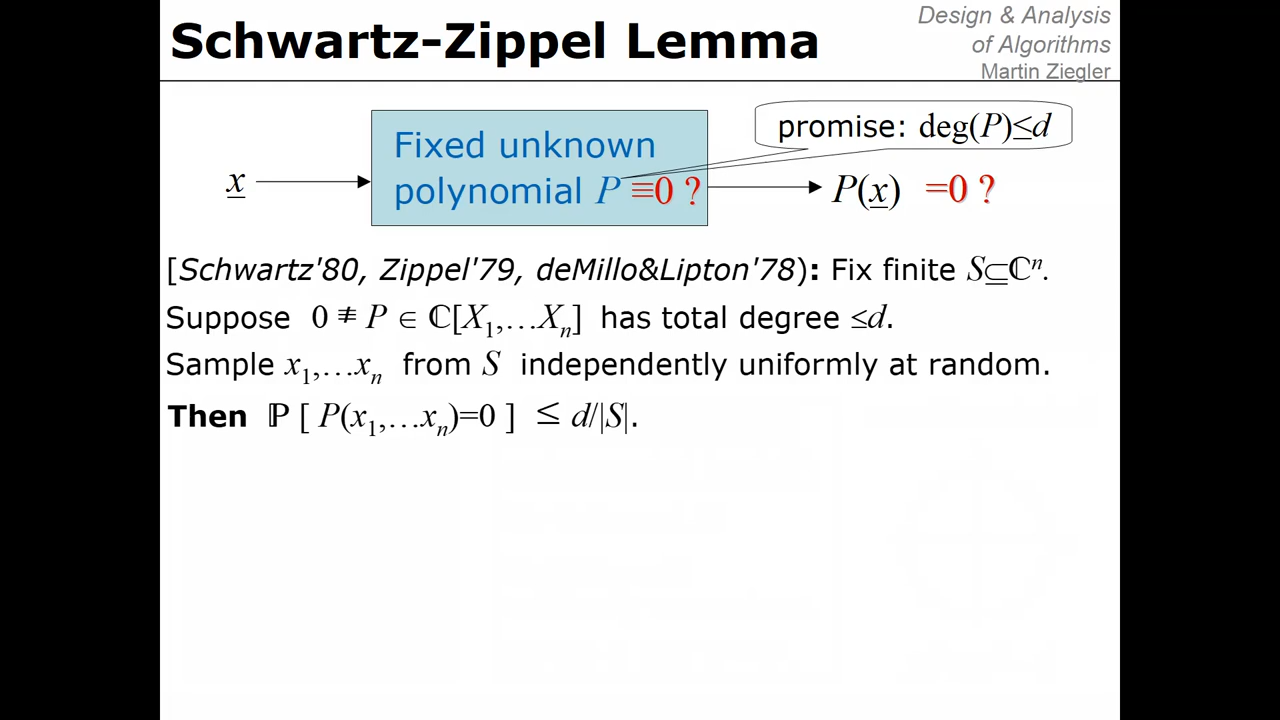 Schwartz-Zippel Lemma
Design & Analysis
of Algorithms
Martin Ziegler
promise: deg(P)≤d
Fixed unknown
polynomial P ≡0 ?
x
P(x) =0 ?
[Schwartz'80, Zippel'79, deMillo&Lipton'78): Fix finite S⊆ℂⁿ.
Suppose 0 ≢ P ∈ ℂ[X₁,…Xₙ] has total degree ≤d.
Sample x₁,…xₙ from S independently uniformly at random.
Then ℙ [ P(x₁,…xₙ)=0 ] ≤ d/|S|.